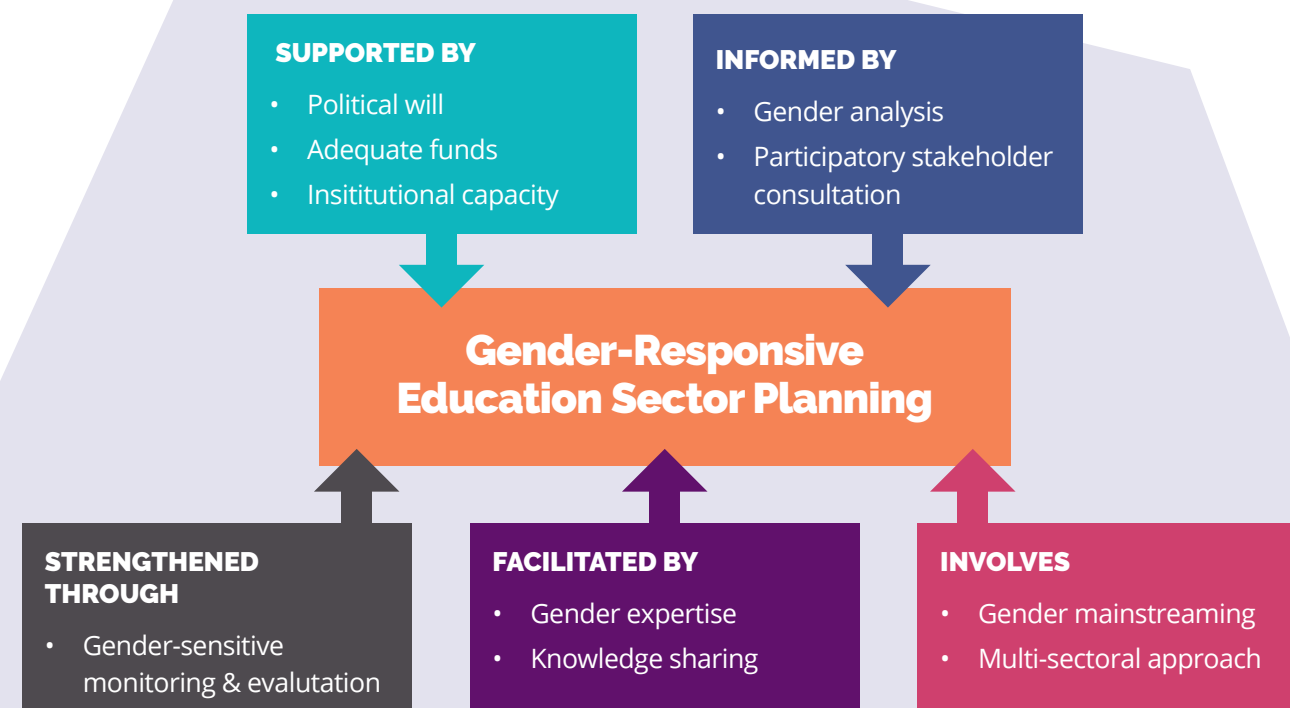 SUPPORTED BY
• Political will
• Adequate funds
• Insititutional capacity
INFORMED BY
• Gender analysis
• Participatory stakeholder
consultation
Gender-Responsive
Education Sector Planning
STRENGTHENED
THROUGH
• Gender-sensitive
monitoring & evalutation
FACILITATED BY
• Gender expertise
• Knowledge sharing
INVOLVES
• Gender mainstreaming
• Multi-sectoral approach